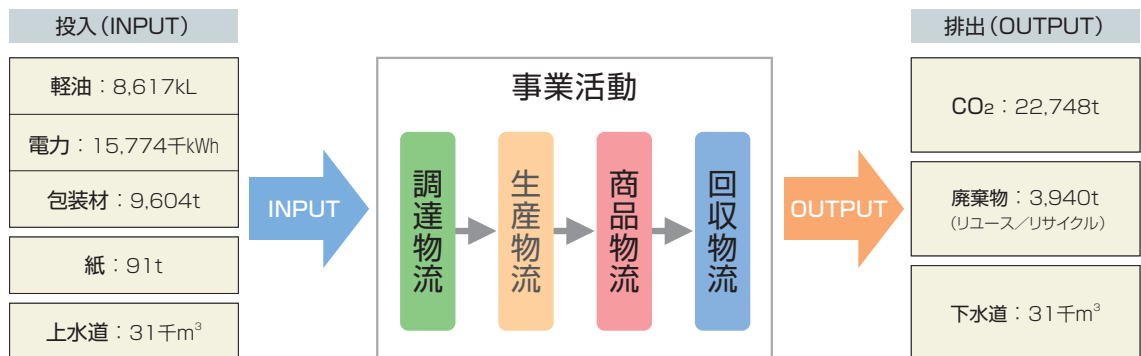 投入（INPUT）
軽油：8,617kL
電力：15,774千kWh
包装材：9,604t
紙：91t
上水道：31千m³
INPUT
事業活動
調達物流
生産物流
商品物流
回収物流
OUTPUT
排出（OUTPUT）
CO₂：22,748t
廃棄物：3,940t
（リユース／リサイクル）
下水道：31千m³